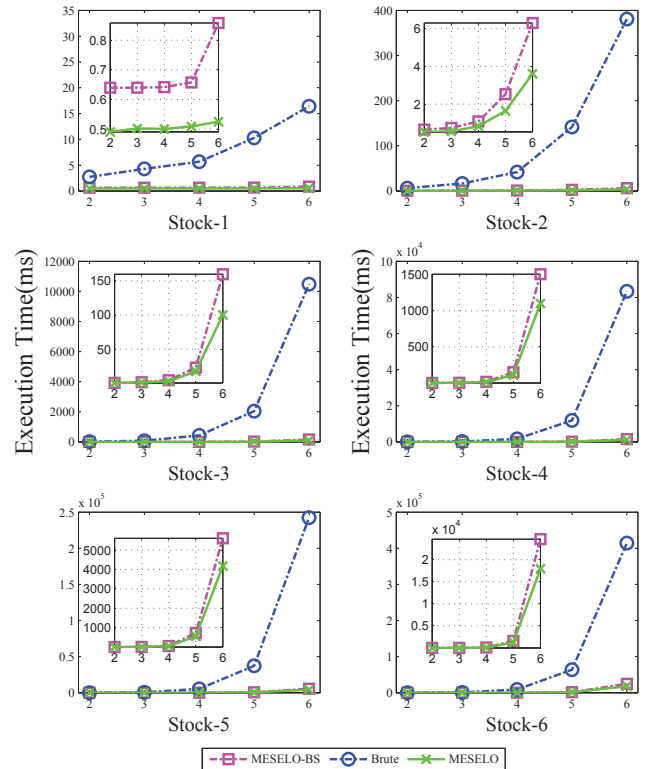 35
30
25
20
15
10
5
0
0.8
0.7
0.6
0.5
2 3 4 5 6
2 3 4 5 6
Stock-1
400
300
200
100
0
6
4
2
2 3 4 5 6
2 3 4 5 6
Stock-2
Execution Time(ms)
12000
10000
8000
6000
4000
2000
0
150
100
50
2 3 4 5 6
2 3 4 5 6
Stock-3
Execution Time(ms)
x 10^4
10
8
6
4
2
0
1500
1000
500
2 3 4 5 6
2 3 4 5 6
Stock-4
x 10^5
2.5
2
1.5
1
0.5
0
5000
4000
3000
2000
1000
2 3 4 5 6
2 3 4 5 6
Stock-5
x 10^5
5
4
3
2
1
0
x 10^4
2
1.5
1
0.5
2 3 4 5 6
2 3 4 5 6
Stock-6
MESELO-BS Brute MESELO